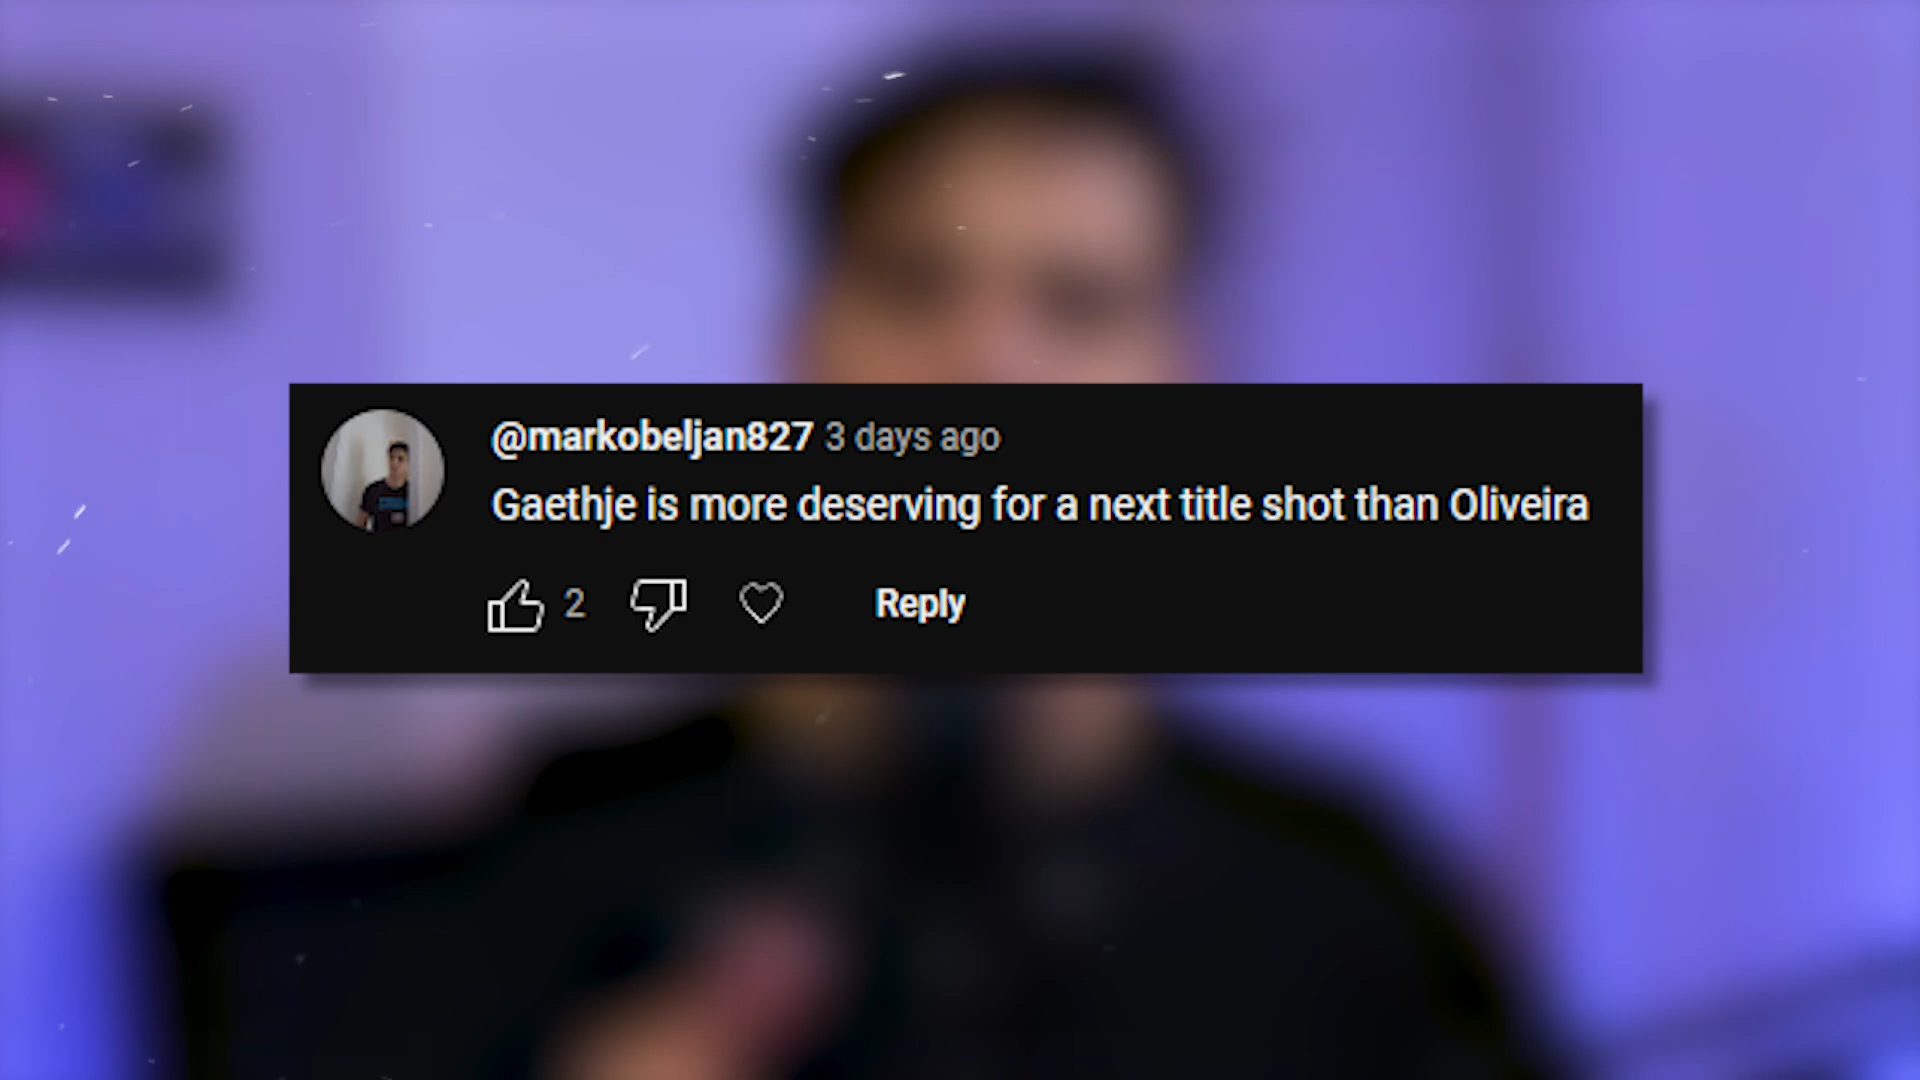 @markobeljan827 3 days ago
Gaethje is more deserving for a next title shot than Oliveira
2 Reply